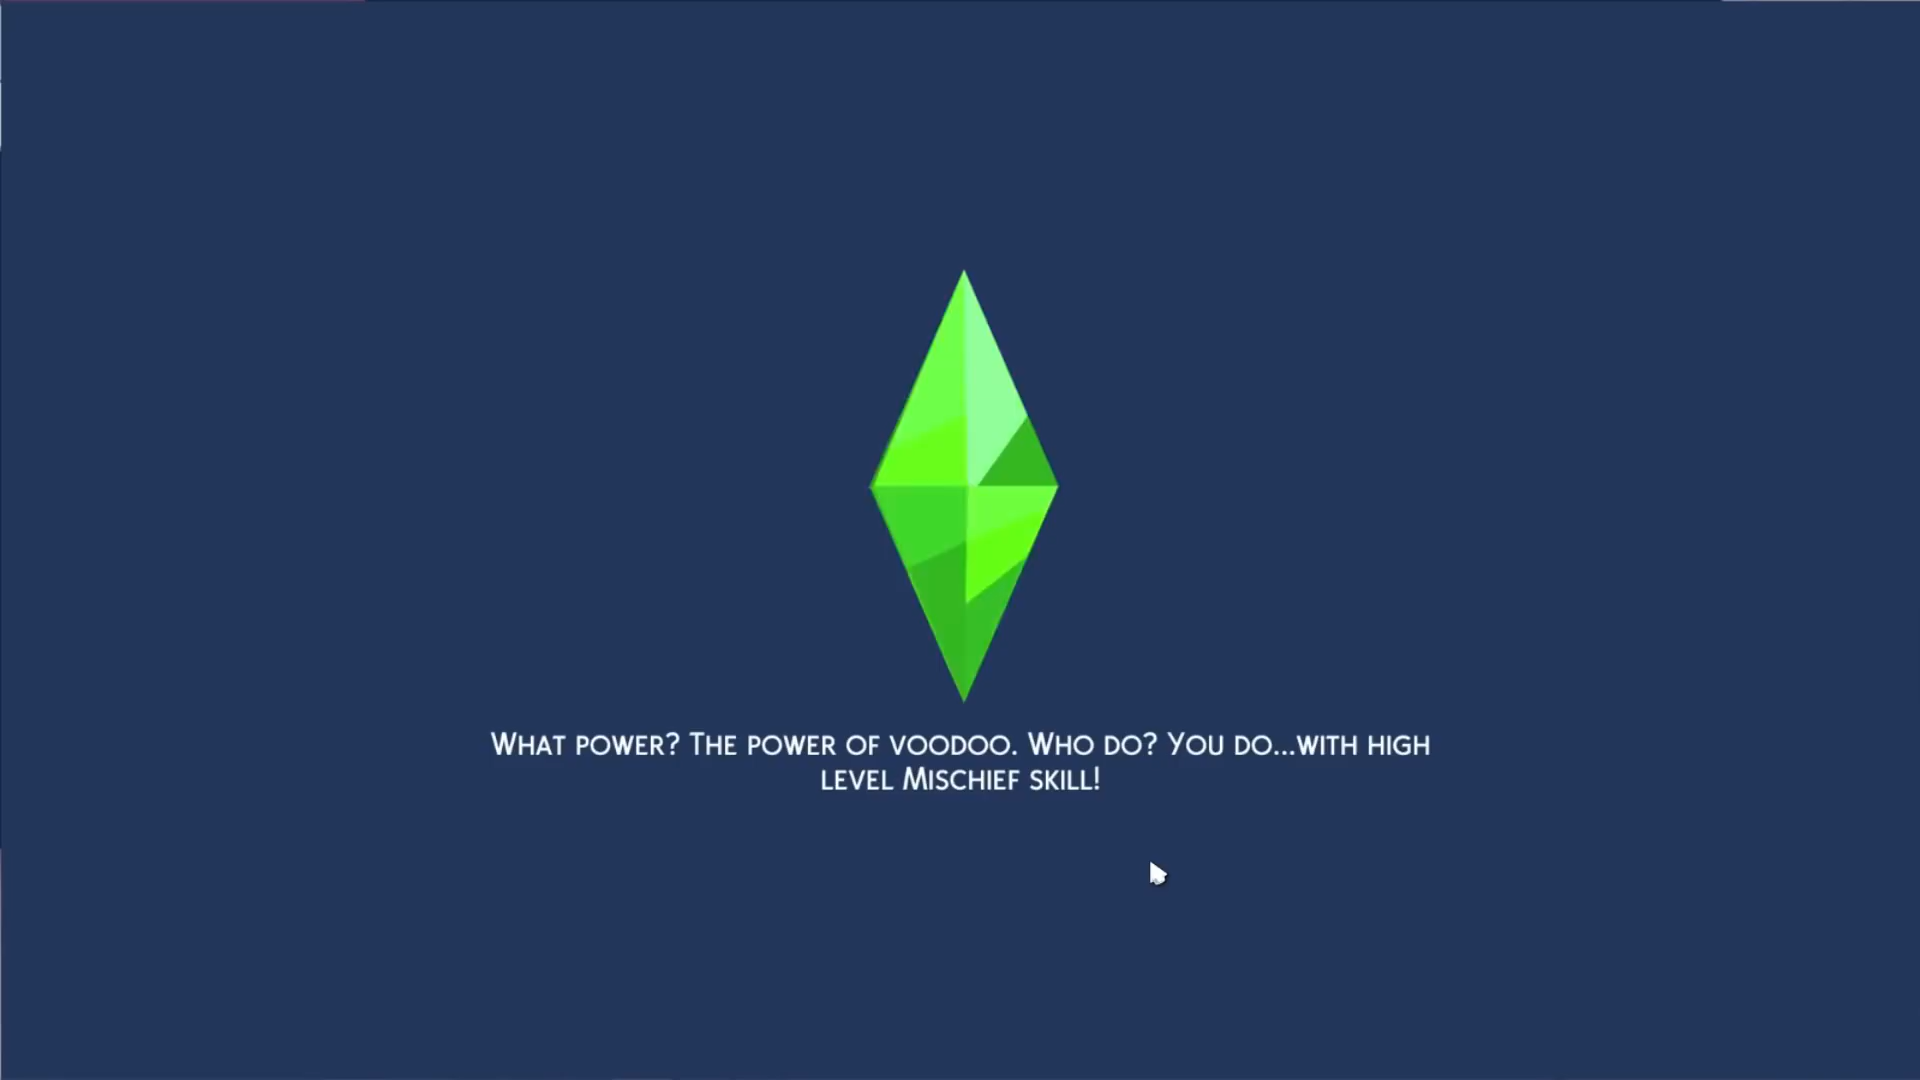 What power? The power of voodoo. Who do? You do...with high
level Mischief skill!